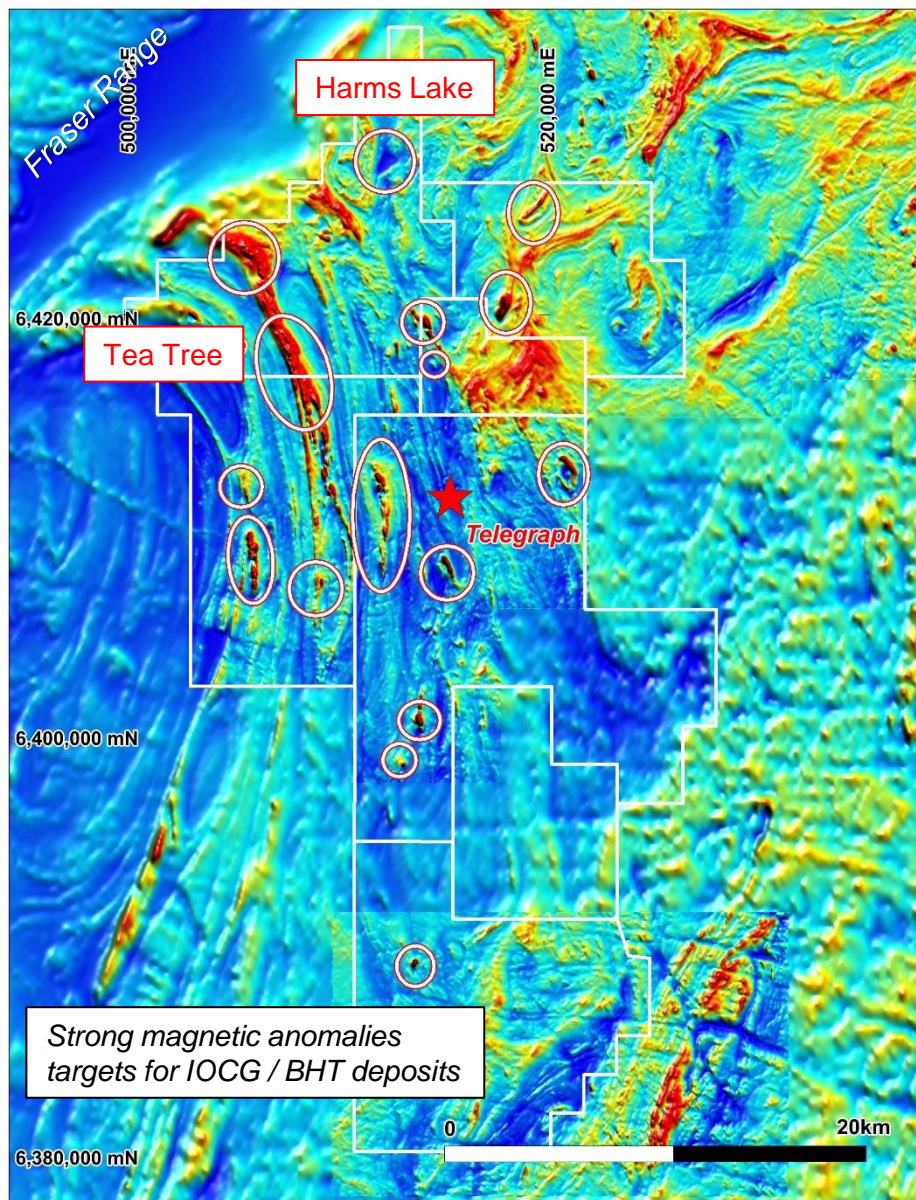 Fraser Range
500,000 mE
Harms Lake
520,000 mE
6,420,000 mN
Tea Tree
Telegraph
6,400,000 mN
Strong magnetic anomalies
targets for IOCG / BHT deposits
0
20km
6,380,000 mN